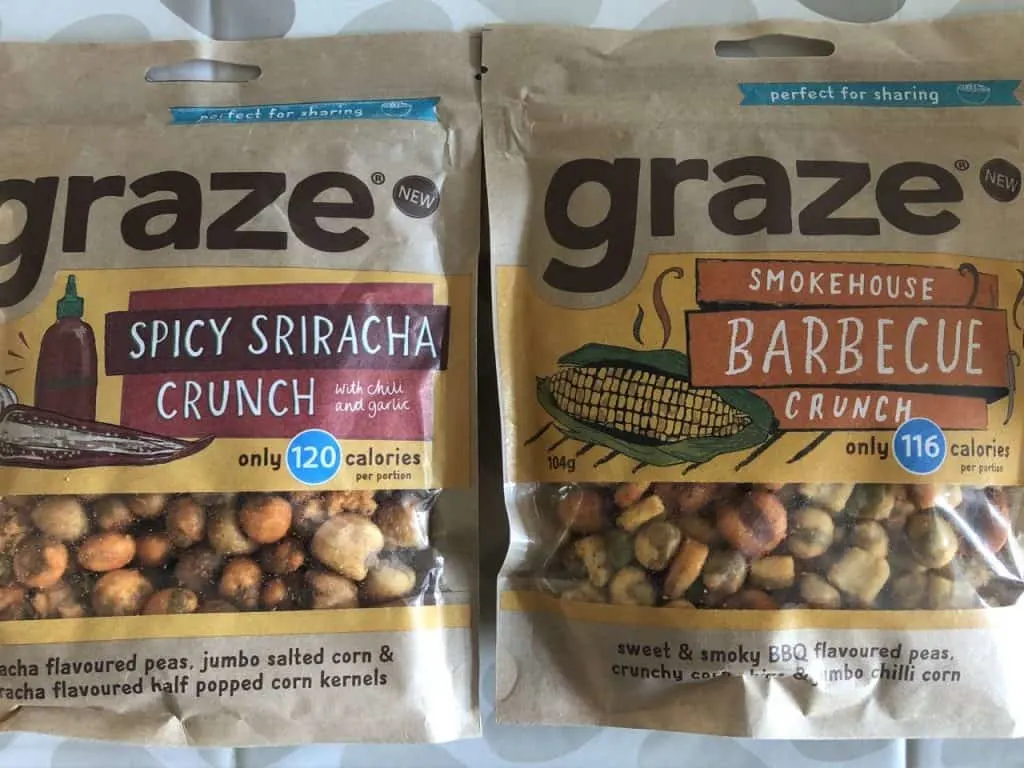 perfect for sharing
graze®
NEW
SPICY SRIRACHA
CRUNCH
with chili
and garlic
only 120 calories
per portion
flavoured peas, jumbo salted corn &
flavoured half popped corn kernels
perfect for sharing
graze®
NEW
SMOKEHOUSE
BARBECUE
CRUNCH
104g
only 116 calories
per portion
sweet & smoky BBQ flavoured peas,
crunchy & jumbo chilli corn